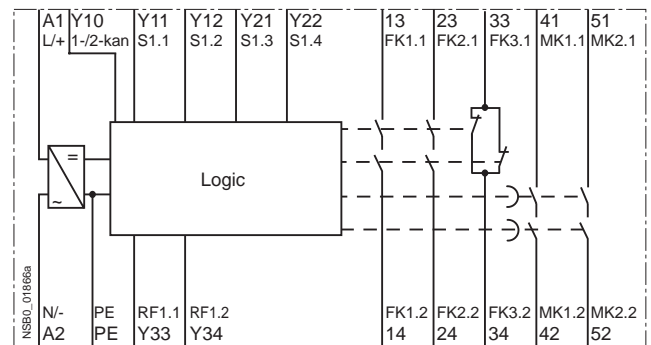 A1 Y10 Y11 Y12 Y21 Y22 13 23 33 41 51
L/+ 1-/2-kan S1.1 S1.2 S1.3 S1.4 FK1.1 FK2.1 FK3.1 MK1.1 MK2.1
=
~
Logic
NSB0_01866a
N/- PE RF1.1 RF1.2 FK1.2 FK2.2 FK3.2 MK1.2 MK2.2
A2 PE Y33 Y34 14 24 34 42 52